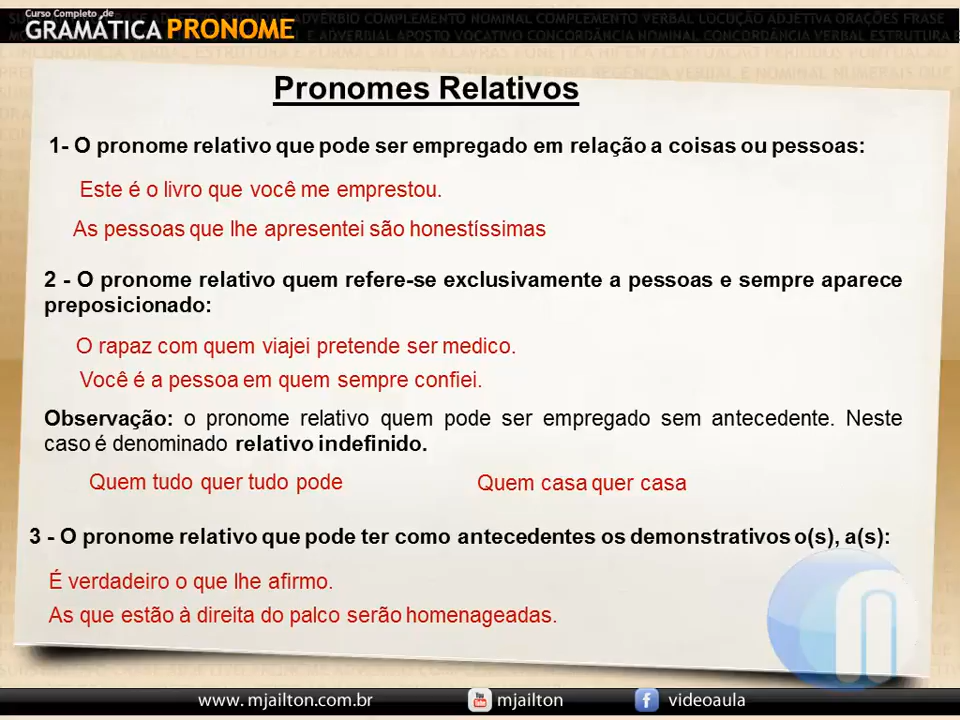 Curso Completo de
GRAMÁTICA PRONOME
Pronomes Relativos
1- O pronome relativo que pode ser empregado em relação a coisas ou pessoas:
Este é o livro que você me emprestou.
As pessoas que lhe apresentei são honestíssimas
2 - O pronome relativo quem refere-se exclusivamente a pessoas e sempre aparece
preposicionado:
O rapaz com quem viajei pretende ser medico.
Você é a pessoa em quem sempre confiei.
Observação: o pronome relativo quem pode ser empregado sem antecedente. Neste
caso é denominado relativo indefinido.
Quem tudo quer tudo pode
Quem casa quer casa
3 - O pronome relativo que pode ter como antecedentes os demonstrativos o(s), a(s):
É verdadeiro o que lhe afirmo.
As que estão à direita do palco serão homenageadas.
www. mjailton.com.br
mjailton
videoaula